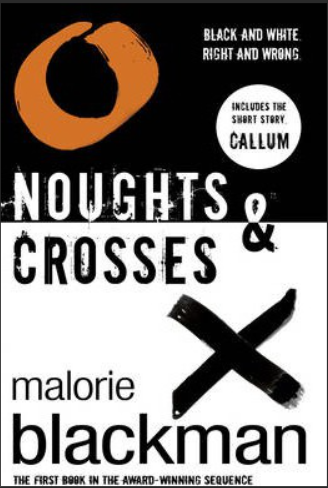 BLACK AND WHITE.
RIGHT AND WRONG.
INCLUDES THE
SHORT STORY,
CALLUM
NOUGHTS
&
CROSSES
malorie
blackman
THE FIRST BOOK IN THE AWARD-WINNING SEQUENCE